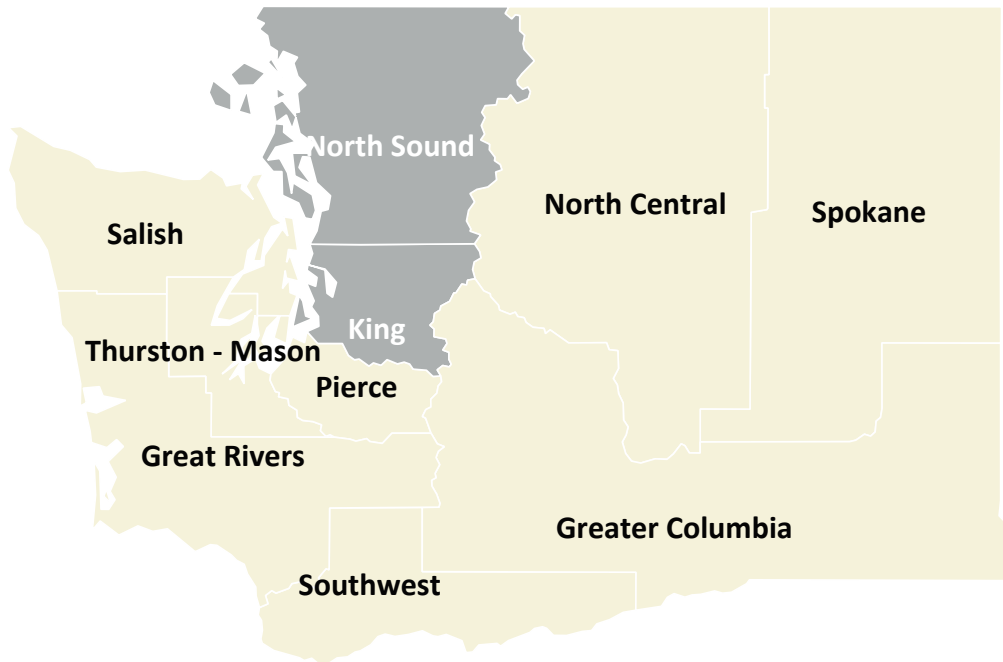 North Sound
North Central
Spokane
Salish
King
Thurston - Mason
Pierce
Great Rivers
Greater Columbia
Southwest